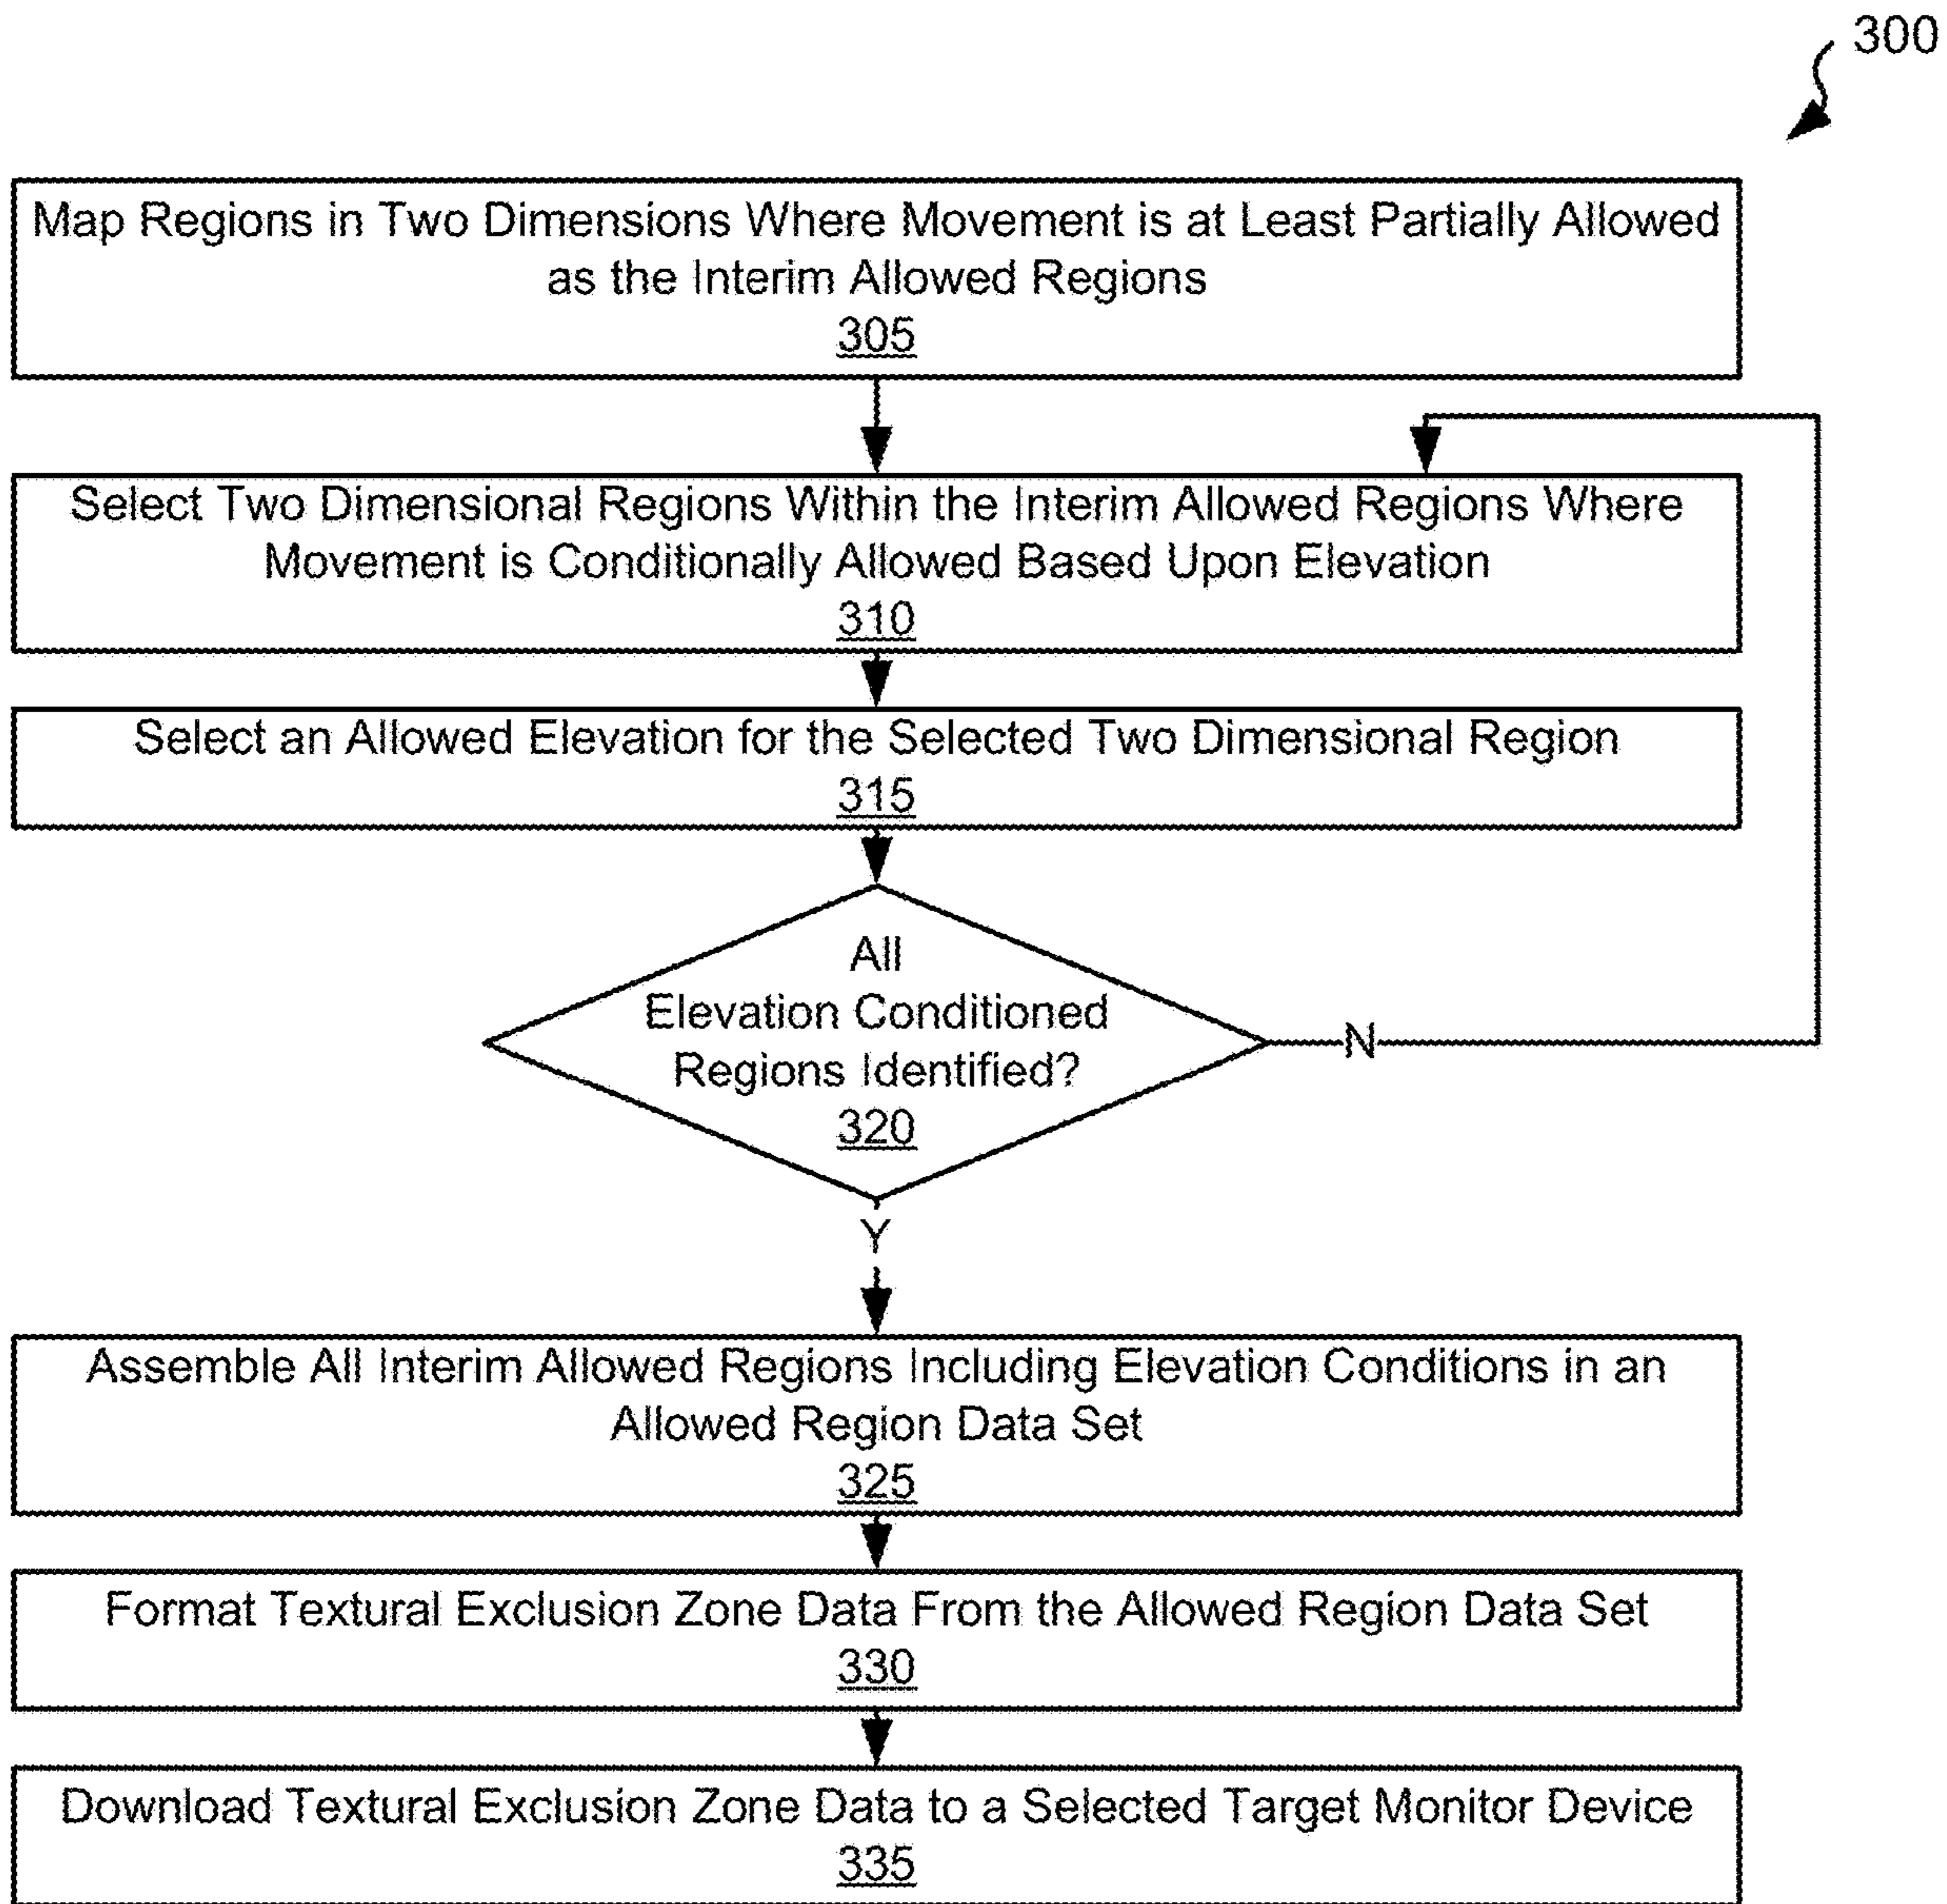 300
Map Regions in Two Dimensions Where Movement is at Least Partially Allowed
as the Interim Allowed Regions
305
Select Two Dimensional Regions Within the Interim Allowed Regions Where
Movement is Conditionally Allowed Based Upon Elevation
310
Select an Allowed Elevation for the Selected Two Dimensional Region
315
All
Elevation Conditioned
Regions Identified?
320
N
Y
Assemble All Interim Allowed Regions Including Elevation Conditions in an
Allowed Region Data Set
325
Format Textural Exclusion Zone Data From the Allowed Region Data Set
330
Download Textural Exclusion Zone Data to a Selected Target Monitor Device
335